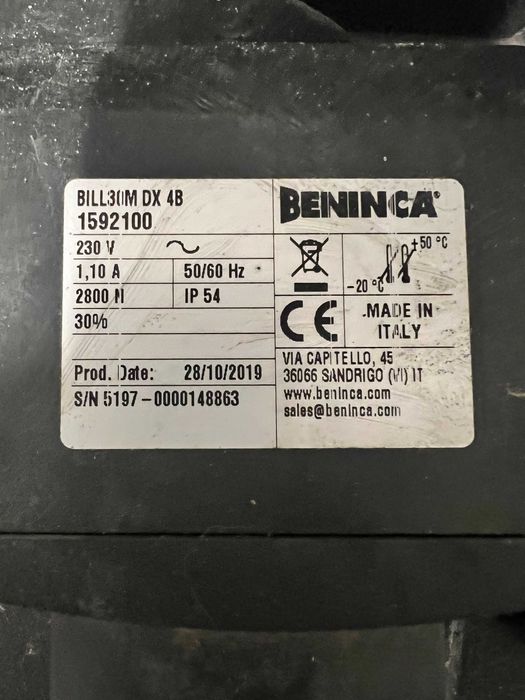 BILL30M DX 4B
1592100
230 V ~
1,10 A 50/60 Hz
2800 N IP 54
30%
Prod. Date: 28/10/2019
S/N 5197-0000148863
BENINCA®
+50 °C
-20 °C
CE MADE IN
ITALY
VIA CAPITELLO, 45
36066 SANDRIGO (VI) IT
www.beninca.com
sales@beninca.com